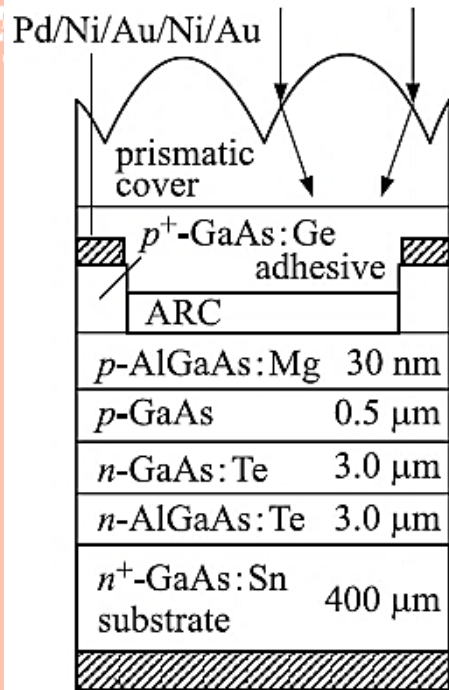 Pd/Ni/Au/Ni/Au
prismatic
cover
p⁺-GaAs:Ge
adhesive
ARC
p-AlGaAs:Mg 30 nm
p-GaAs 0.5 μm
n-GaAs:Te 3.0 μm
n-AlGaAs:Te 3.0 μm
n⁺-GaAs:Sn
substrate 400 μm